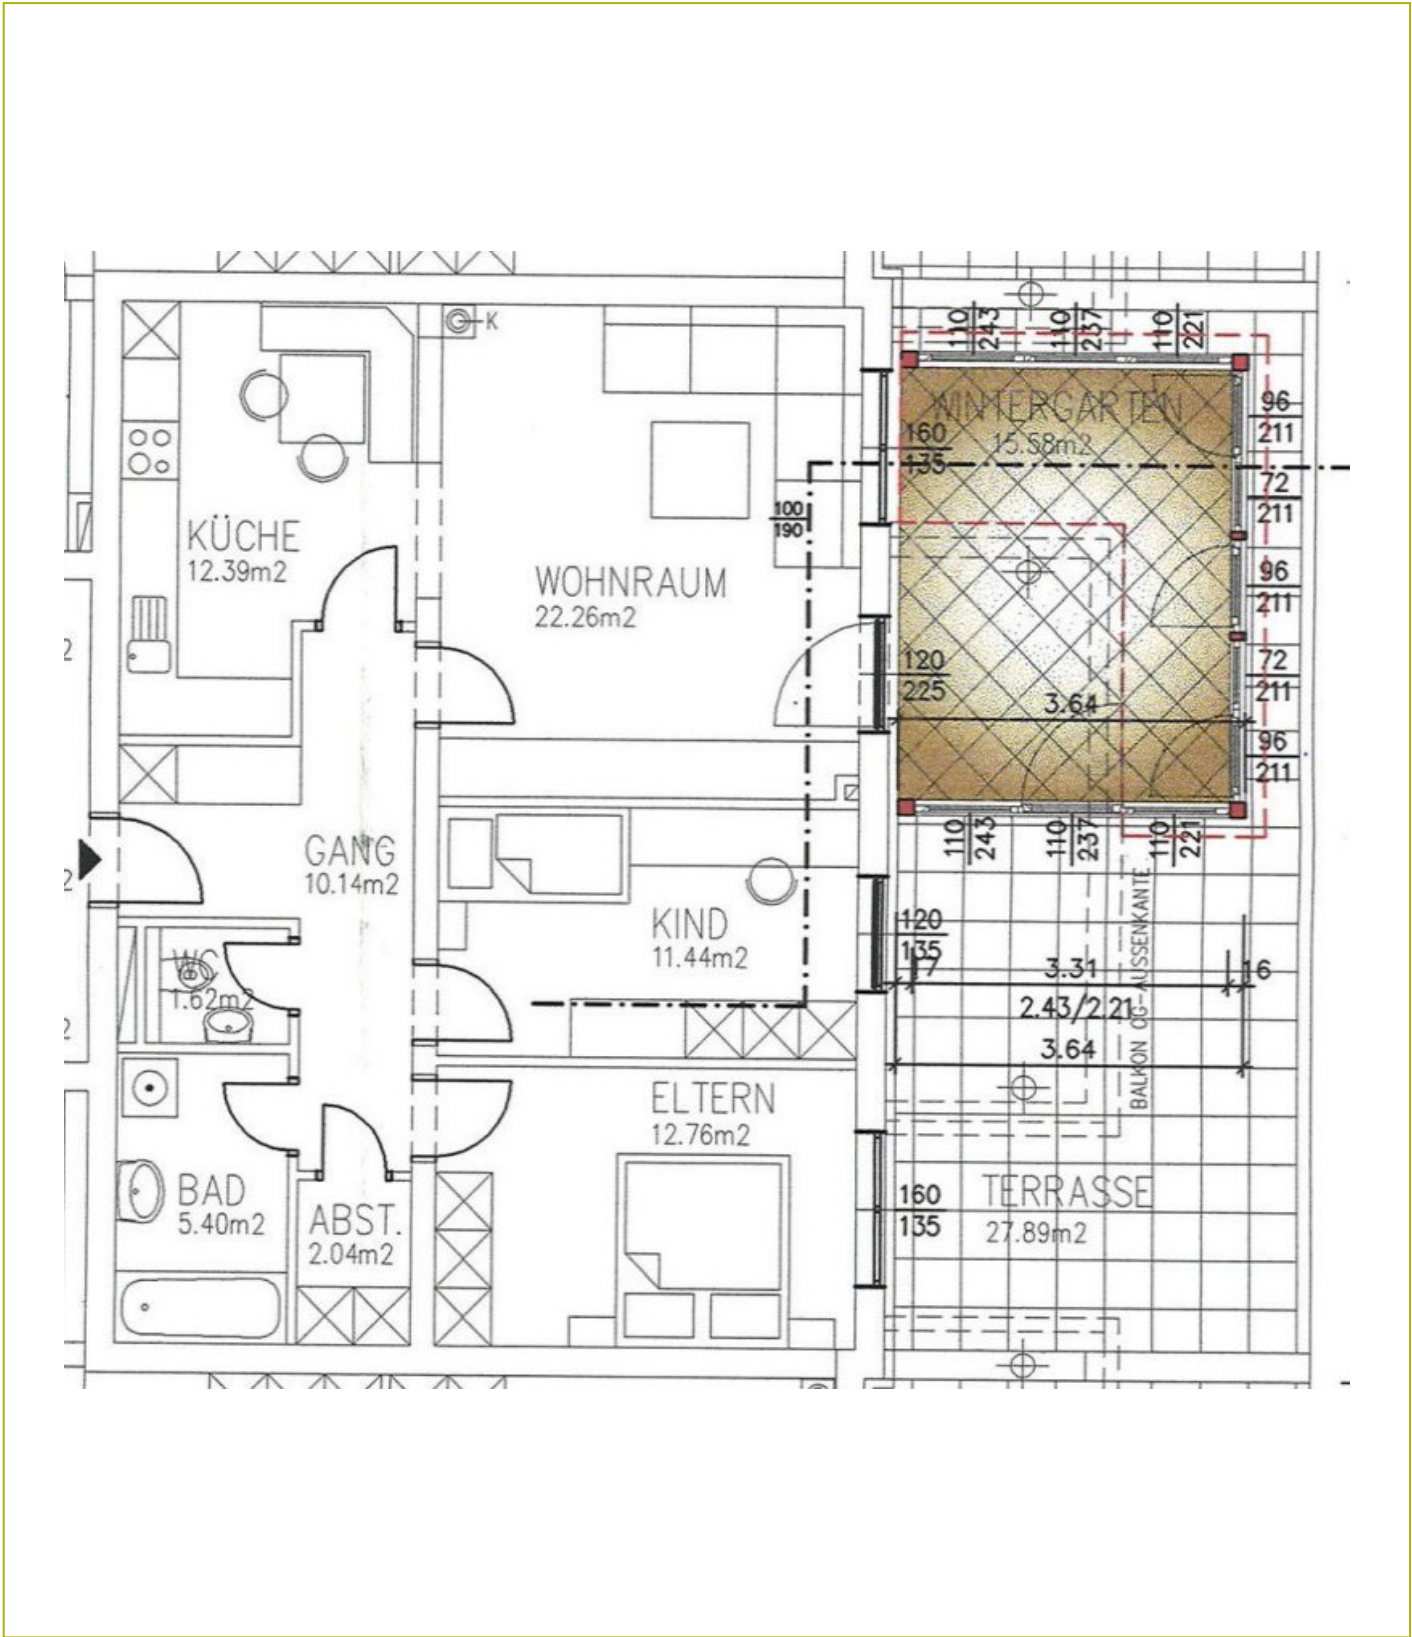 K
110
243
110
237
110
221
WINTERGARTEN
15.58m2
160
135
96
211
72
211
96
211
72
211
96
211
100
190
KÜCHE
12.39m2
WOHNRAUM
22.26m2
120
225
3.64
110
243
110
237
110
221
GANG
10.14m2
KIND
11.44m2
120
135
17
3.31
16
2.43/2.21
3.64
BALKON OG-AUSSENKANTE
WC
1.62m2
ELTERN
12.76m2
BAD
5.40m2
ABST.
2.04m2
160
135
TERRASSE
27.89m2
2
2
2